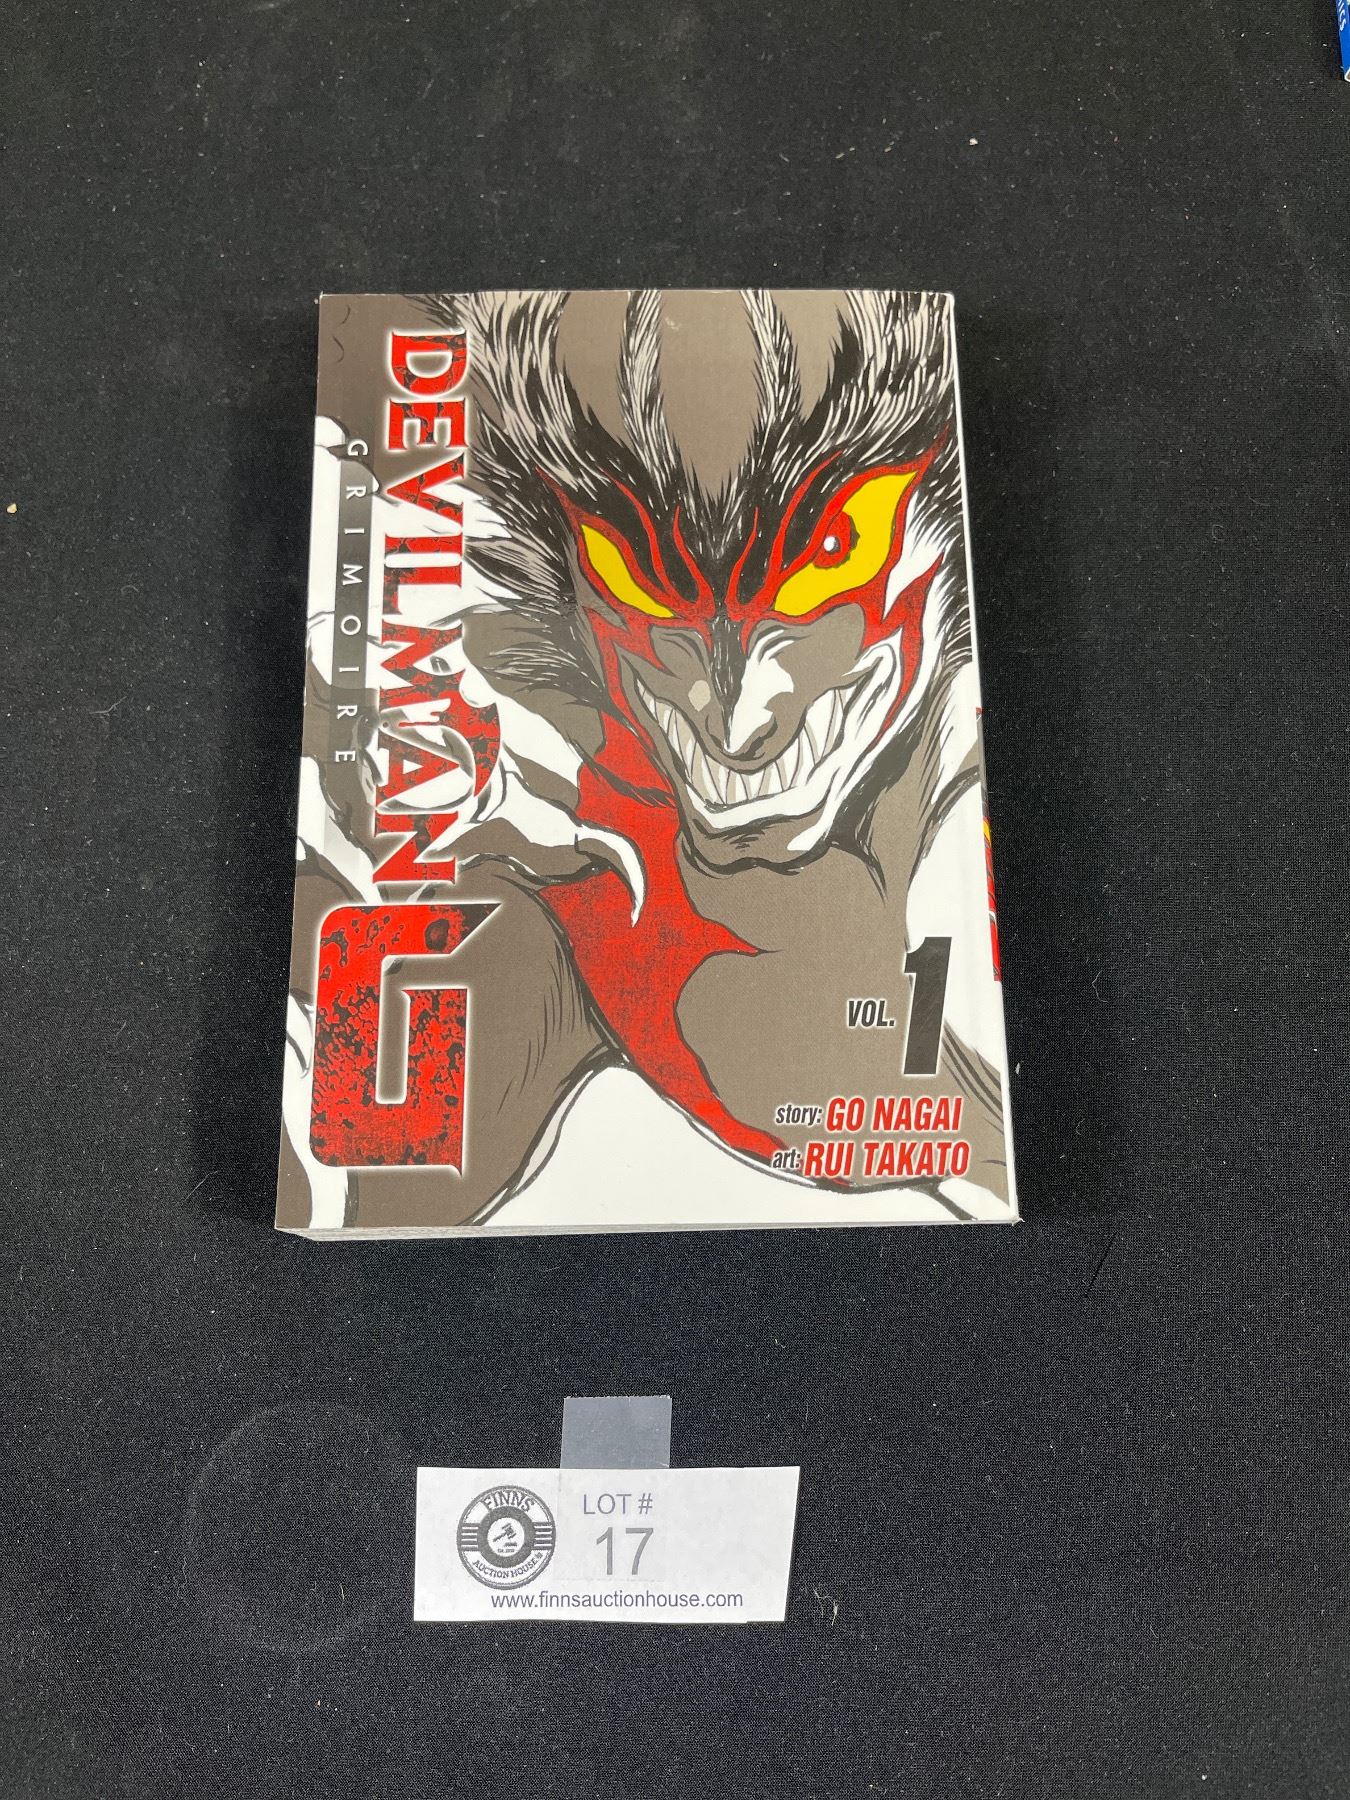 DEVILMAN
GRIMOIRE
G
VOL. 1
story: GO NAGAI
art: RUI TAKATO
FINNS
AUCTION HOUSE
LOT #
17
www.finnsauctionhouse.com